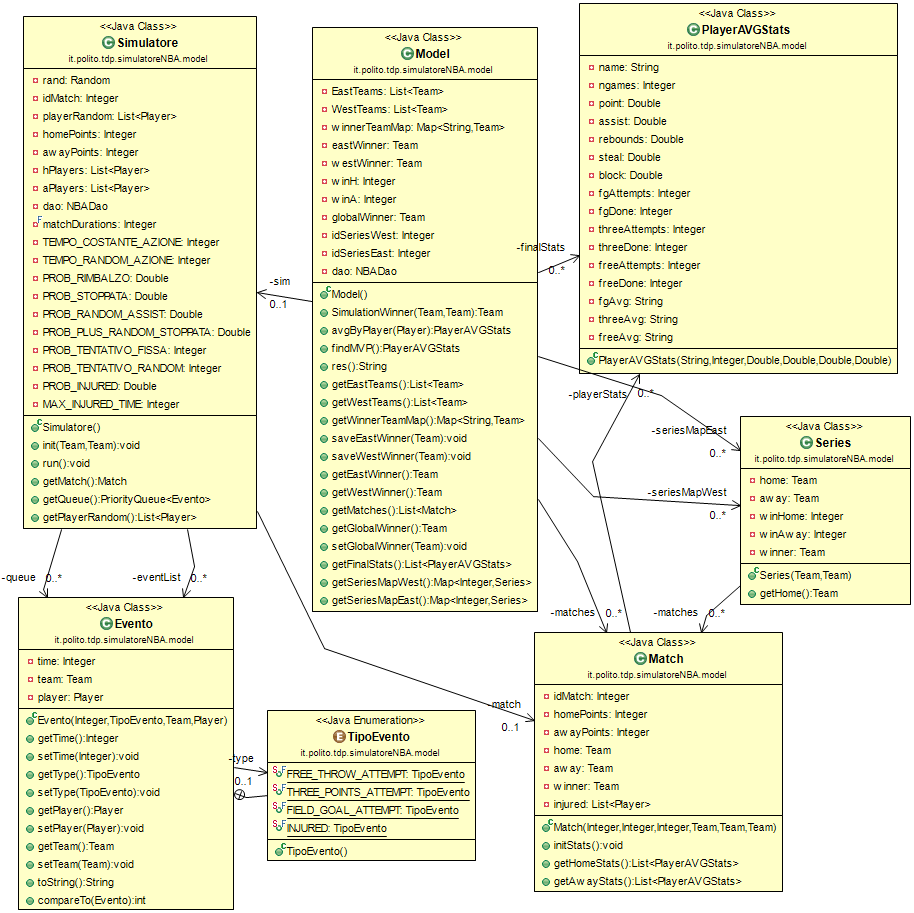 <<Java Class>>
Simulatore
it.polito.tdp.simulatoreNBA.model
rand: Random
idMatch: Integer
playerRandom: List<Player>
homePoints: Integer
awayPoints: Integer
hPlayers: List<Player>
aPlayers: List<Player>
dao: NBADao
matchDurations: Integer
TEMPO_COSTANTE_AZIONE: Integer
TEMPO_RANDOM_AZIONE: Integer
PROB_RIMBALZO: Double
PROB_STOPPATA: Double
PROB_RANDOM_ASSIST: Double
PROB_PLUS_RANDOM_STOPPATA: Double
PROB_TENTATIVO_FISSA: Integer
PROB_TENTATIVO_RANDOM: Integer
PROB_INJURED: Double
MAX_INJURED_TIME: Integer
Simulatore()
init(Team,Team):void
run():void
getMatch():Match
getQueue():PriorityQueue<Evento>
getPlayerRandom():List<Player>
<<Java Class>>
Model
it.polito.tdp.simulatoreNBA.model
EastTeams: List<Team>
WestTeams: List<Team>
winnerTeamMap: Map<String,Team>
eastWinner: Team
westWinner: Team
winH: Integer
winA: Integer
globalWinner: Team
idSeriesWest: Integer
idSeriesEast: Integer
dao: NBADao
Model()
SimulationWinner(Team,Team):Team
avgByPlayer(Player):PlayerAVGStats
findMVP():PlayerAVGStats
res():String
getEastTeams():List<Team>
getWestTeams():List<Team>
getWinnerTeamMap():Map<String,Team>
saveEastWinner(Team):void
saveWestWinner(Team):void
getEastWinner():Team
getWestWinner():Team
getMatches():List<Match>
getGlobalWinner():Team
setGlobalWinner(Team):void
getFinalStats():List<PlayerAVGStats>
getSeriesMapWest():Map<Integer,Series>
getSeriesMapEast():Map<Integer,Series>
<<Java Class>>
PlayerAVGStats
it.polito.tdp.simulatoreNBA.model
name: String
ngames: Integer
point: Double
assist: Double
rebounds: Double
steal: Double
block: Double
fgAttempts: Integer
fgDone: Integer
threeAttempts: Integer
threeDone: Integer
freeAttempts: Integer
freeDone: Integer
fgAvg: String
threeAvg: String
freeAvg: String
PlayerAVGStats(String,Integer,Double,Double,Double,Double)
-sim
0..1
-finalStats
0..*
-playerStats
0..*
-seriesMapEast
0..*
-seriesMapWest
0..*
<<Java Class>>
Series
it.polito.tdp.simulatoreNBA.model
home: Team
away: Team
winHome: Integer
winAway: Integer
winner: Team
Series(Team,Team)
getHome():Team
-queue
0..*
-eventList
0..*
-matches
0..*
-matches
0..*
-match
0..1
<<Java Class>>
Evento
it.polito.tdp.simulatoreNBA.model
time: Integer
team: Team
player: Player
Evento(Integer,TipoEvento,Team,Player)
getTime():Integer
setTime(Integer):void
getType():TipoEvento
setType(TipoEvento):void
getPlayer():Player
setPlayer(Player):void
getTeam():Team
setTeam(Team):void
toString():String
compareTo(Evento):int
-type
0..1
<<Java Enumeration>>
TipoEvento
it.polito.tdp.simulatoreNBA.model
FREE_THROW_ATTEMPT: TipoEvento
THREE_POINTS_ATTEMPT: TipoEvento
FIELD_GOAL_ATTEMPT: TipoEvento
INJURED: TipoEvento
TipoEvento()
<<Java Class>>
Match
it.polito.tdp.simulatoreNBA.model
idMatch: Integer
homePoints: Integer
awayPoints: Integer
home: Team
away: Team
winner: Team
injured: List<Player>
Match(Integer,Integer,Integer,Team,Team,Team)
initStats():void
getHomeStats():List<PlayerAVGStats>
getAwayStats():List<PlayerAVGStats>